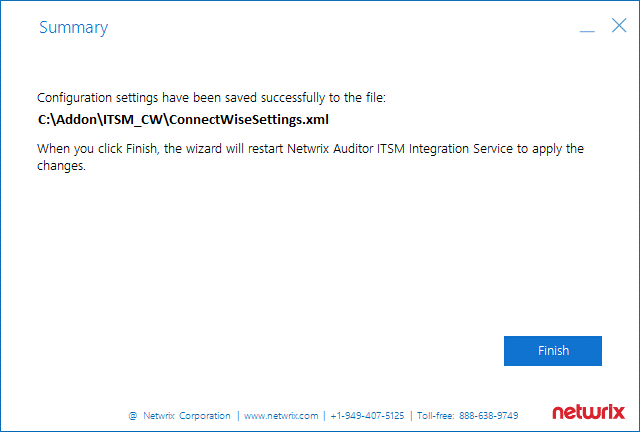 Summary
Configuration settings have been saved successfully to the file:
C:\Addon\ITSM_CW\ConnectWiseSettings.xml
When you click Finish, the wizard will restart Netwrix Auditor ITSM Integration Service to apply the
changes.
Finish
@ Netwrix Corporation | www.netwrix.com | +1-949-407-5125 | Toll-free: 888-638-9749
netwrix